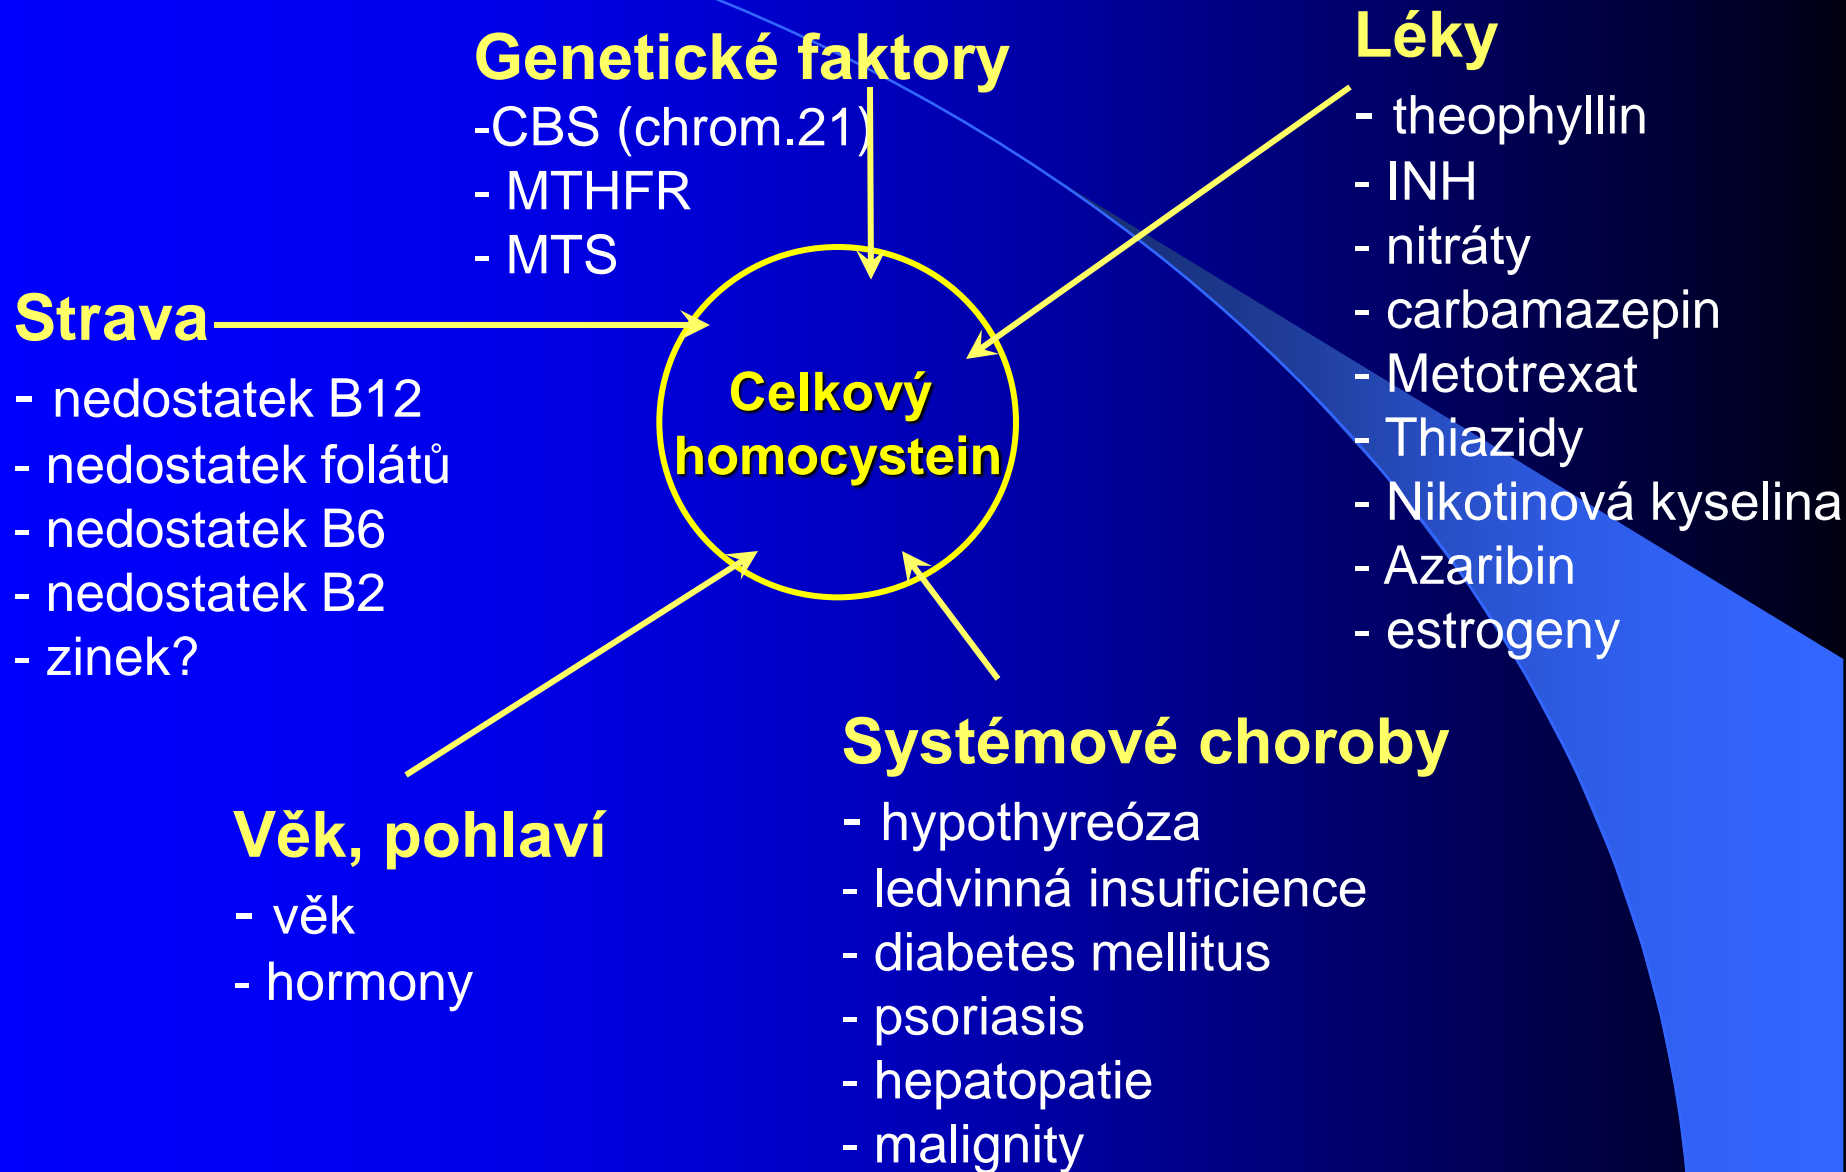 Genetické faktory
-CBS (chrom.21)
- MTHFR
- MTS
Léky
- theophyllin
- INH
- nitráty
- carbamazepin
- Metotrexat
- Thiazidy
- Nikotinová kyselina
- Azaribin
- estrogeny
Strava
- nedostatek B12
- nedostatek folátů
- nedostatek B6
- nedostatek B2
- zinek?
Celkový
homocystein
Věk, pohlaví
- věk
- hormony
Systémové choroby
- hypothyreóza
- ledvinná insuficience
- diabetes mellitus
- psoriasis
- hepatopatie
- malignity